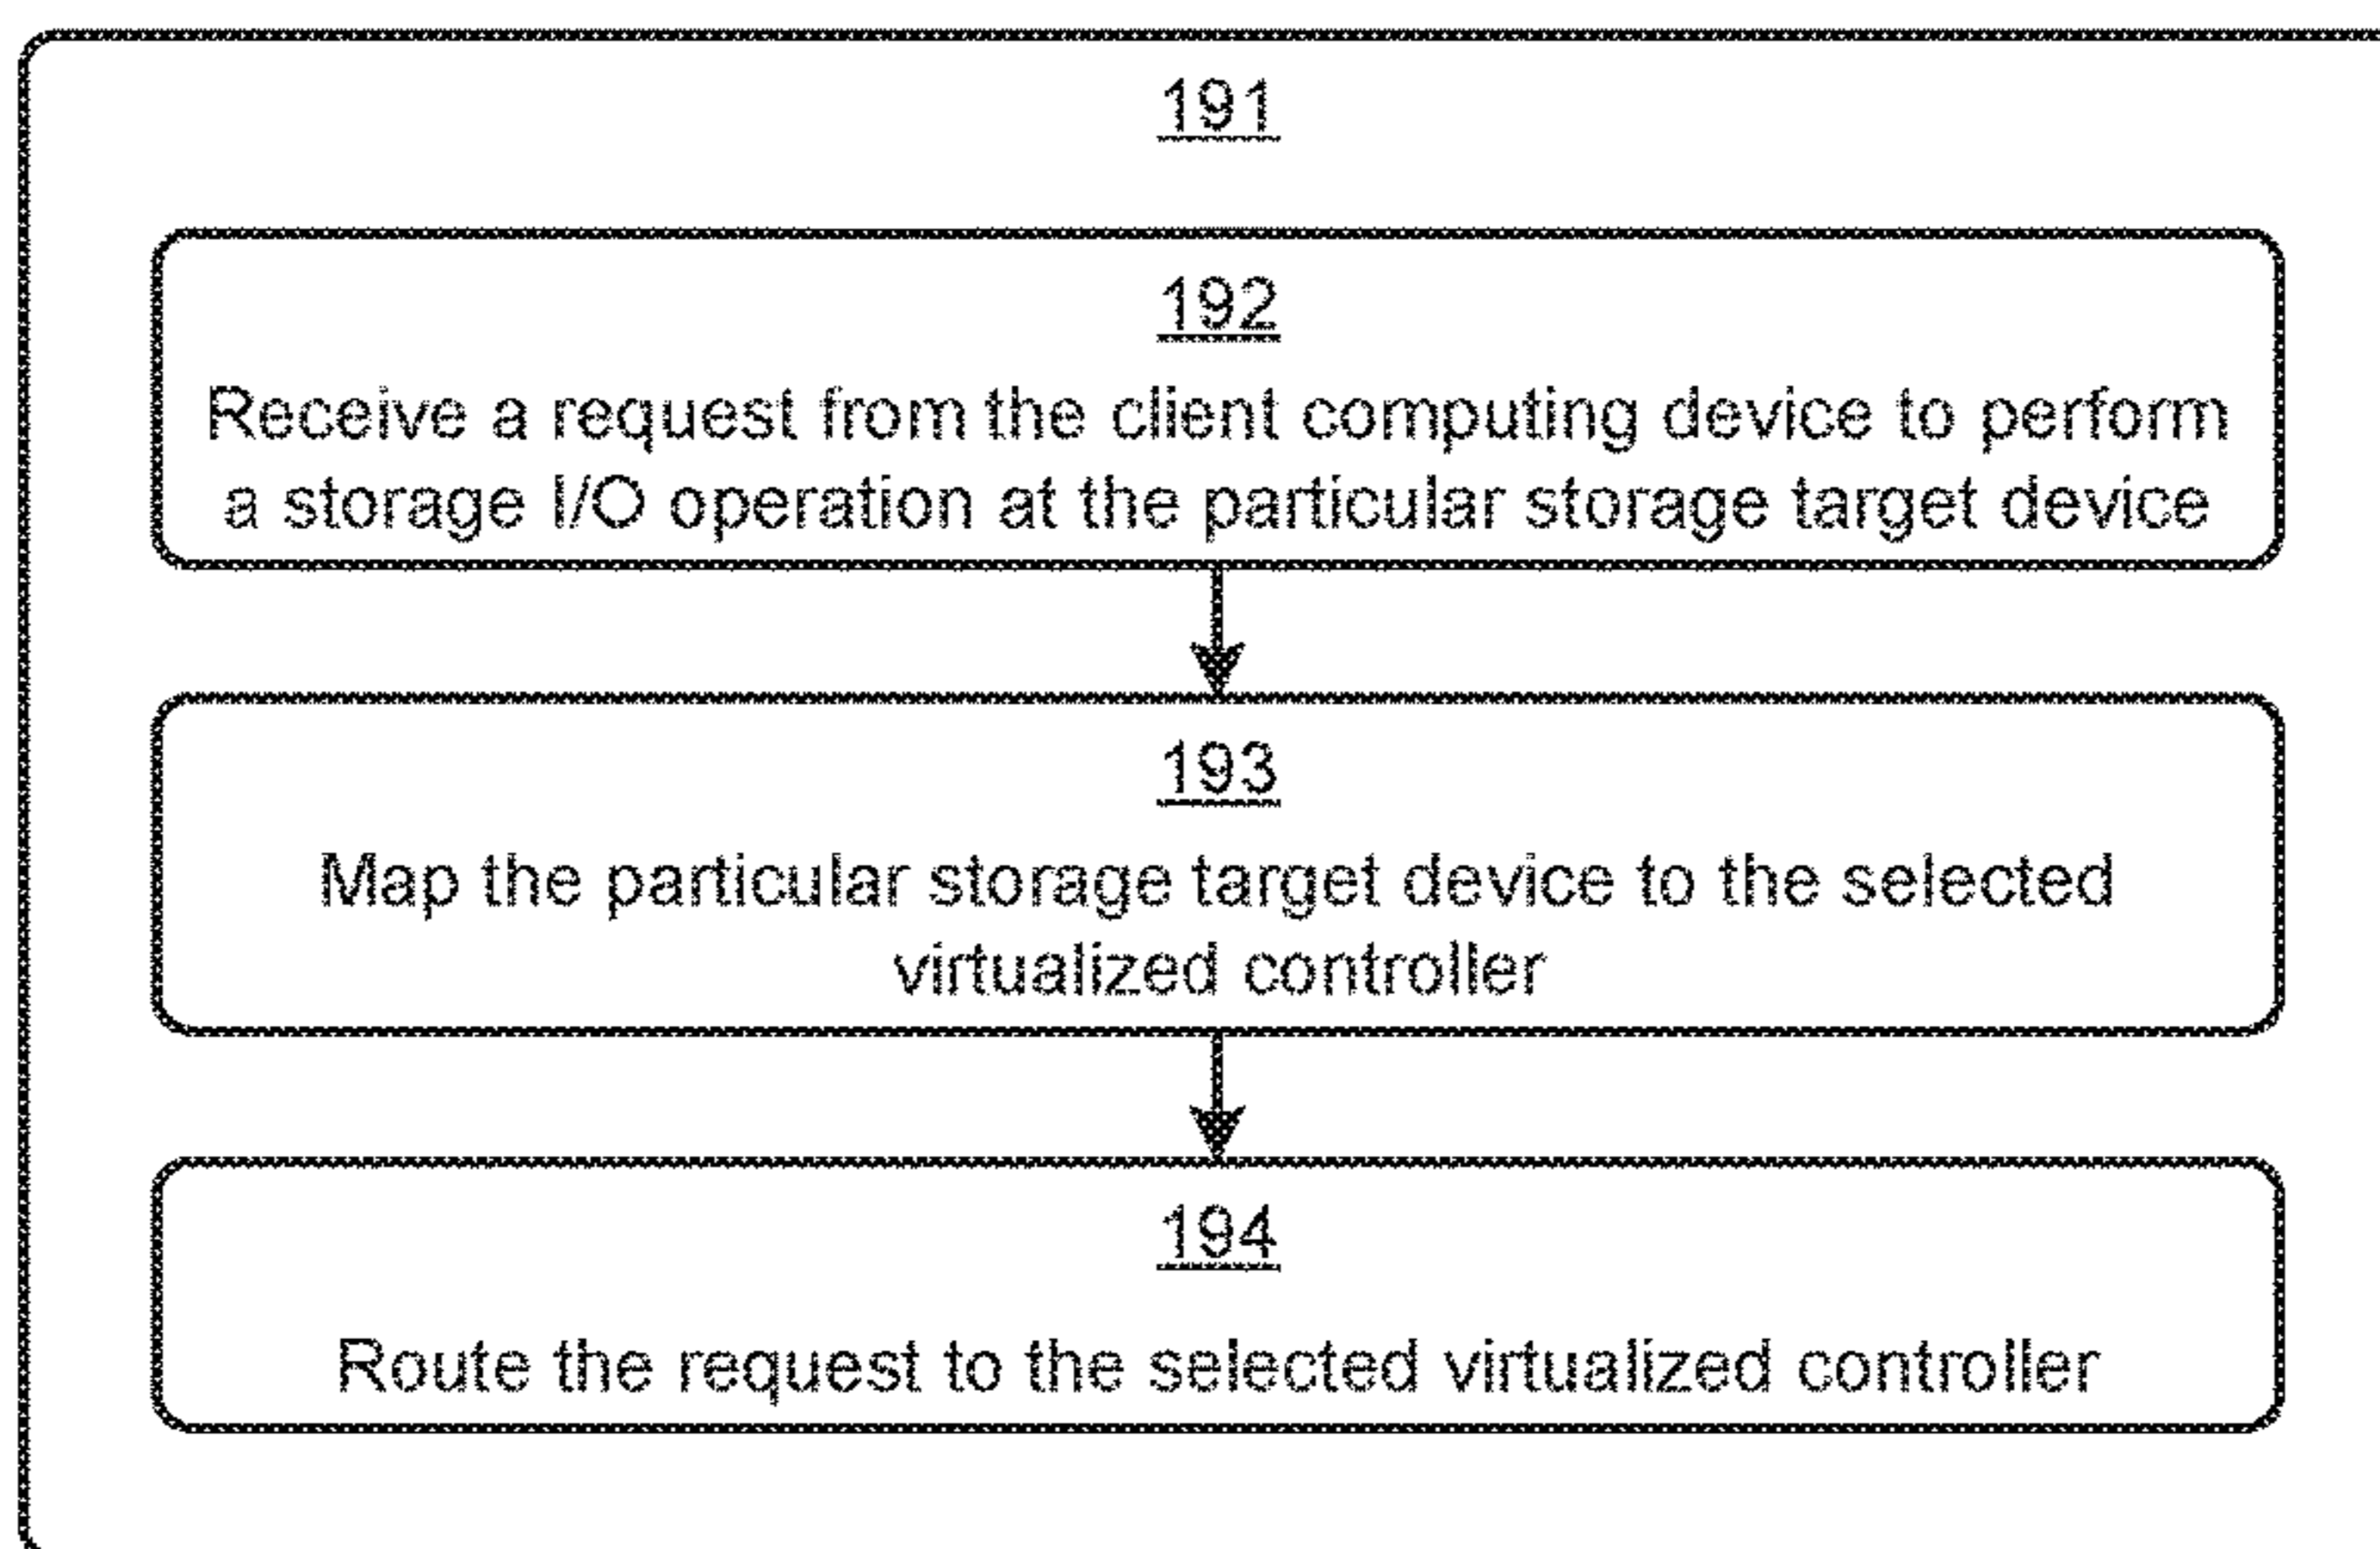 191
192
Receive a request from the client computing device to perform
a storage I/O operation at the particular storage target device
193
Map the particular storage target device to the selected
virtualized controller
194
Route the request to the selected virtualized controller